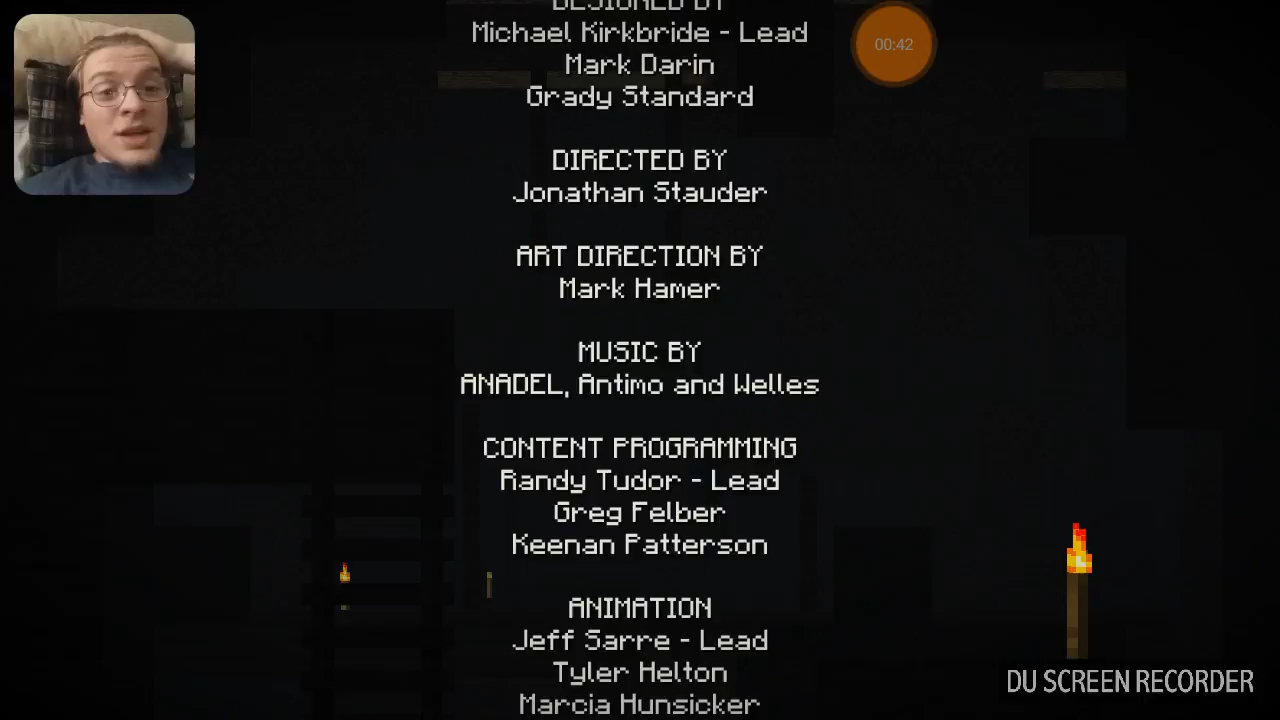 DESIGNED BY
Michael Kirkbride - Lead
00:42
Mark Darin
Grady Standard
DIRECTED BY
Jonathan Stauder
ART DIRECTION BY
Mark Hamer
MUSIC BY
ANADEL, Antimo and Welles
CONTENT PROGRAMMING
Randy Tudor - Lead
Greg Felber
Keenan Patterson
ANIMATION
Jeff Sarre - Lead
Tyler Helton
Marcia Hunsicker
DU SCREEN RECORDER